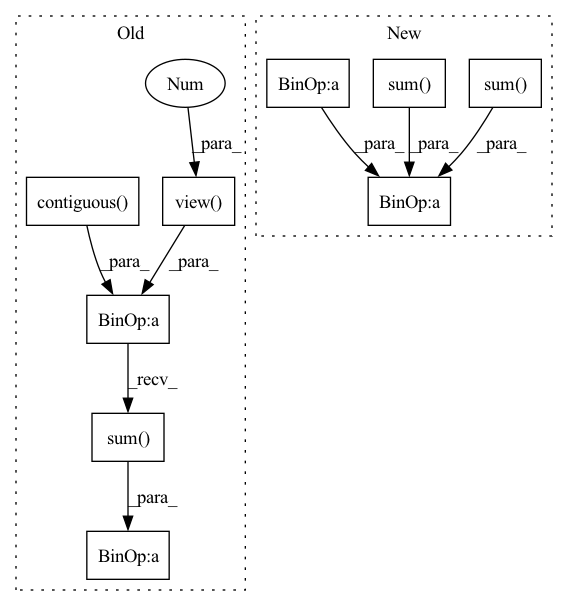 Old
New
Num
BinOp:a
sum()
sum()
_para_
_para_
_para_
_para_
contiguous()
view()
BinOp:a
_para_
_para_
BinOp:a
_recv_
sum()
_para_
BinOp:a